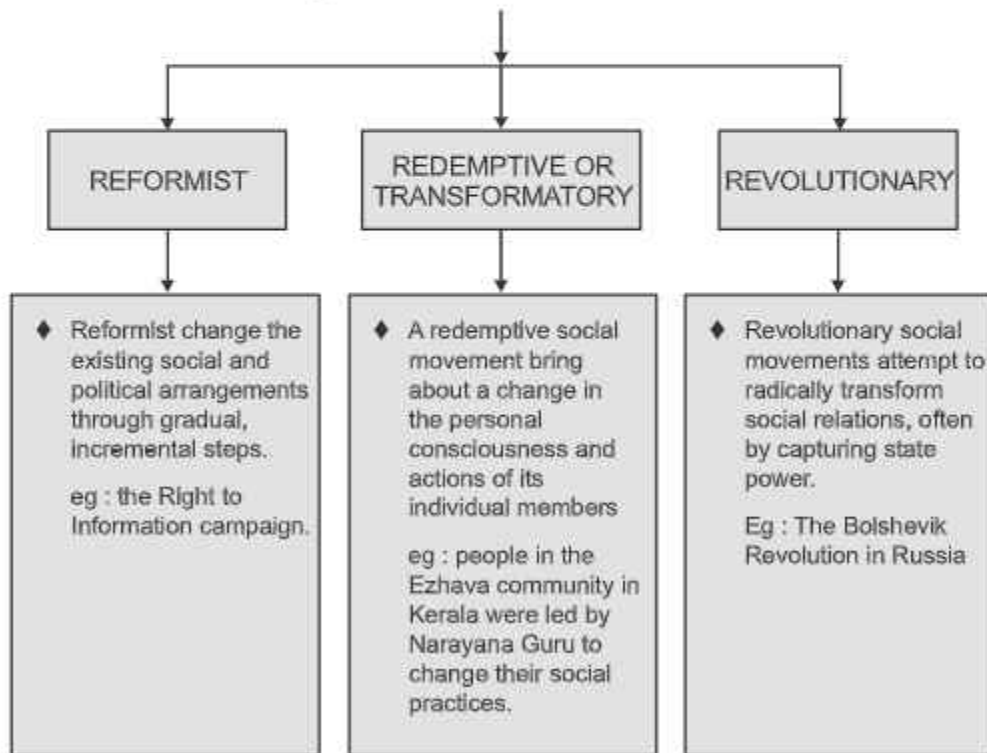 REFORMIST
REDEMPTIVE OR
TRANSFORMATORY
REVOLUTIONARY
♦ Reformist change the
existing social and
political arrangements
through gradual,
incremental steps.
eg : the Right to
Information campaign.
♦ A redemptive social
movement bring
about a change in
the personal
consciousness and
actions of its
individual members
eg : people in the
Ezhava community in
Kerala were led by
Narayana Guru to
change their social
practices.
♦ Revolutionary social
movements attempt to
radically transform
social relations, often
by capturing state
power.
Eg : The Bolshevik
Revolution in Russia